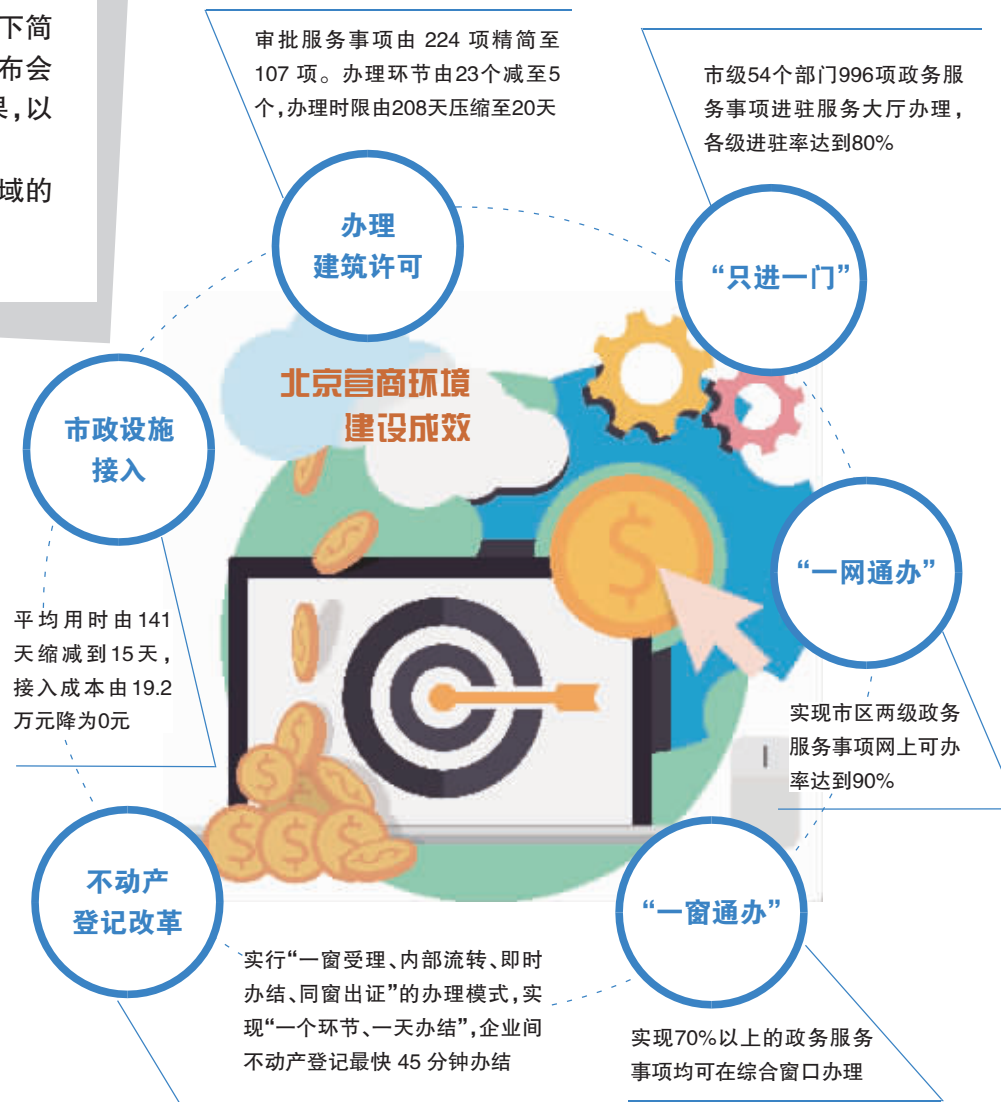 下简
布会
果,以
域的
审批服务事项由 224 项精简至
107 项。办理环节由23个减至5
个,办理时限由208天压缩至20天
市级54个部门996项政务服
务事项进驻服务大厅办理，
各级进驻率达到80%
办理
建筑许可
“只进一门”
北京营商环境
建设成效
市政设施
接入
“一网通办”
平均用时由141
天缩减到15天，
接入成本由19.2
万元降为0元
实现市区两级政务
服务事项网上可办
率达到90%
不动产
登记改革
“一窗通办”
实行“一窗受理、内部流转、即时
办结、同窗出证”的办理模式,实
现“一个环节、一天办结”,企业间
不动产登记最快 45 分钟办结
实现70%以上的政务服务
事项均可在综合窗口办理